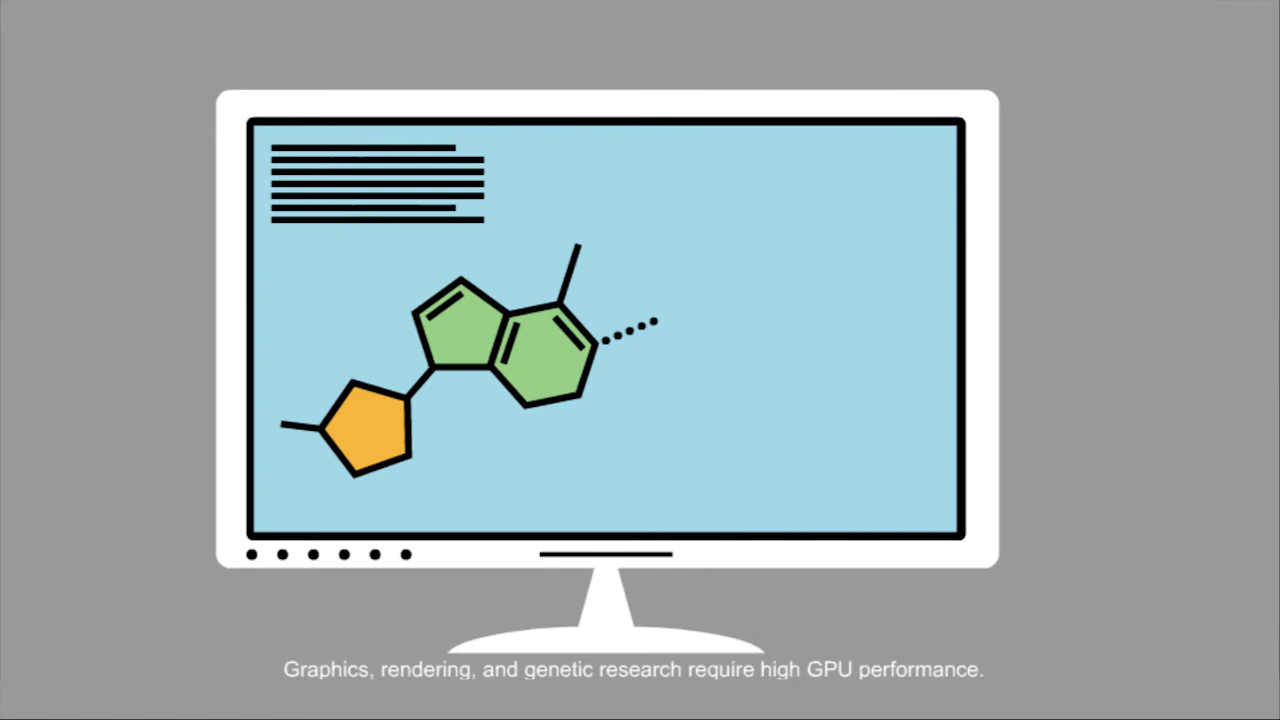 Graphics, rendering, and genetic research require high GPU performance.